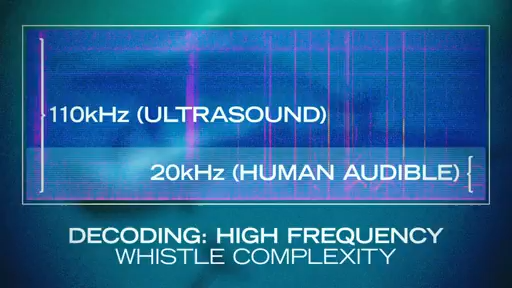 110kHz (ULTRASOUND)
20kHz (HUMAN AUDIBLE)
DECODING: HIGH FREQUENCY
WHISTLE COMPLEXITY